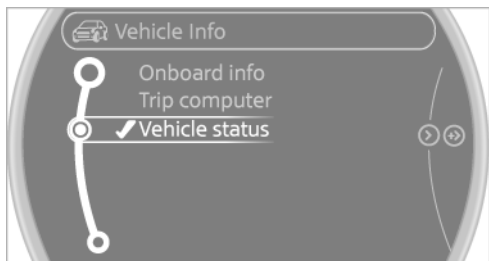 Vehicle Info
Onboard info
Trip computer
Vehicle status